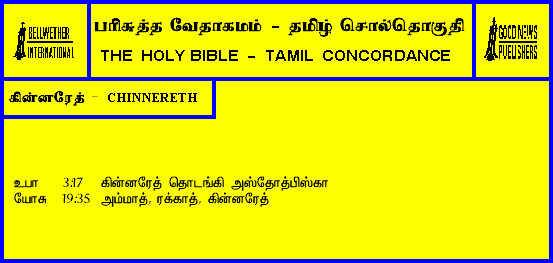 BELLWETHER
INTERNATIONAL
பரிசுத்த வேதாகமம் - தமிழ் சொல்தொகுதி
THE HOLY BIBLE - TAMIL CONCORDANCE
GOOD NEWS
PUBLISHERS
கின்னரேத் - CHINNERETH
உபா 3:17 கின்னரேத் தொடங்கி அஸ்தோத்பிஸ்கா
யோசு 19:35 அம்மாத், ரக்காத், கின்னரேத்